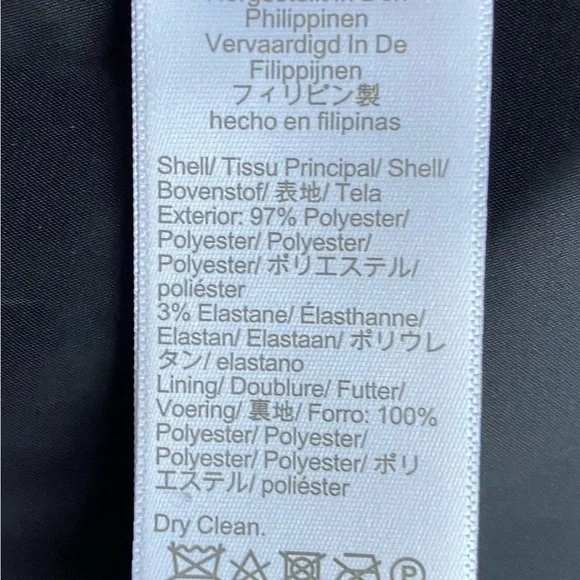 Hergestellt In Den
Philippinen
Vervaardigd In De
Filippijnen
フィリピン製
hecho en filipinas
Shell/ Tissu Principal/ Shell/
Bovenstof/ 表地/ Tela
Exterior: 97% Polyester/
Polyester/ Polyester/
Polyester/ ポリエステル/
poliéster
3% Elastane/ Élasthanne/
Elastan/ Elastaan/ ポリウレ
タン/ elastano
Lining/ Doublure/ Futter/
Voering/ 裏地/ Forro: 100%
Polyester/ Polyester/
Polyester/ Polyester/ ポリ
エステル/ poliéster
Dry Clean.
P